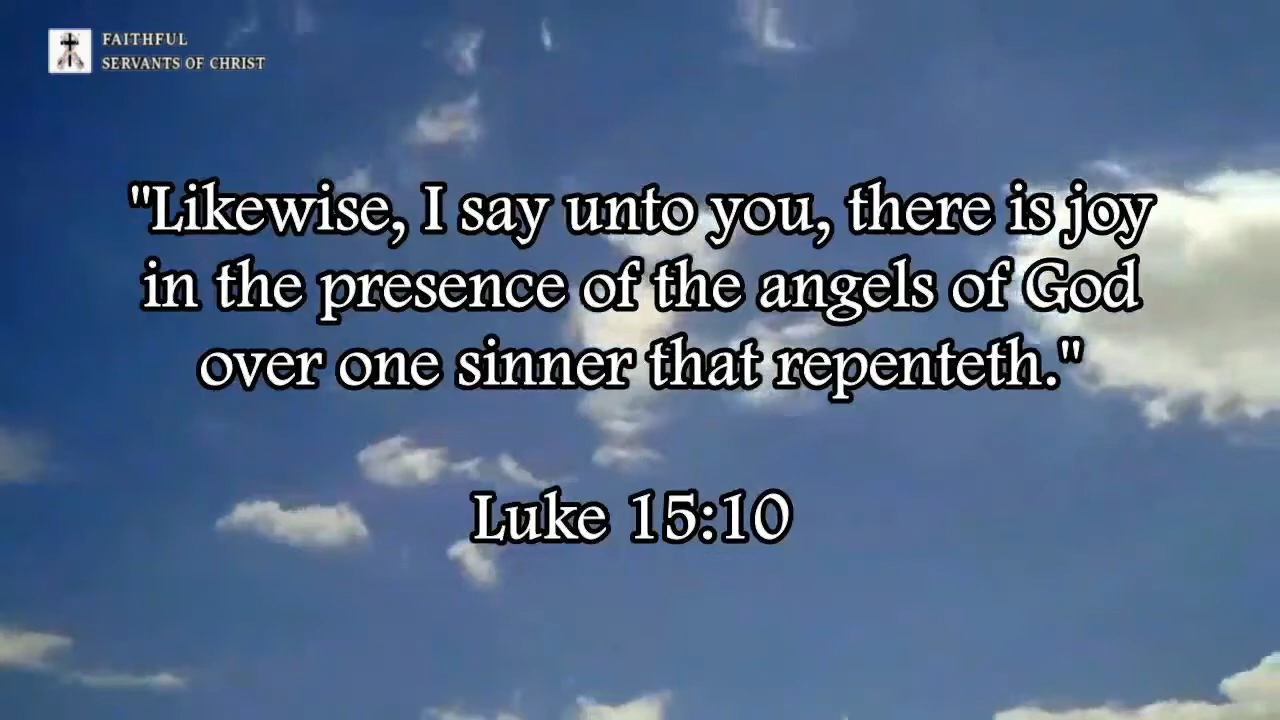 FAITHFUL
SERVANTS OF CHRIST
"Likewise, I say unto you, there is joy
in the presence of the angels of God
over one sinner that repenteth."
Luke 15:10